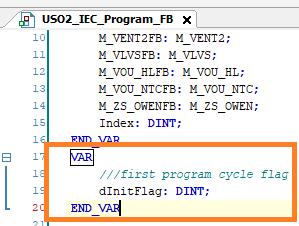 USO2_IEC_Program_FB
10 M_VENT2FB: M_VENT2;
11 M_VLVSFB: M_VLVS;
12 M_VOU_HLFB: M_VOU_HL;
13 M_VOU_NTCFB: M_VOU_NTC;
14 M_ZS_OWENFB: M_ZS_OWEN;
15 Index: DINT;
16 END_VAR
17 VAR
18 ///first program cycle flag
19 dInitFlag: DINT;
20 END_VAR